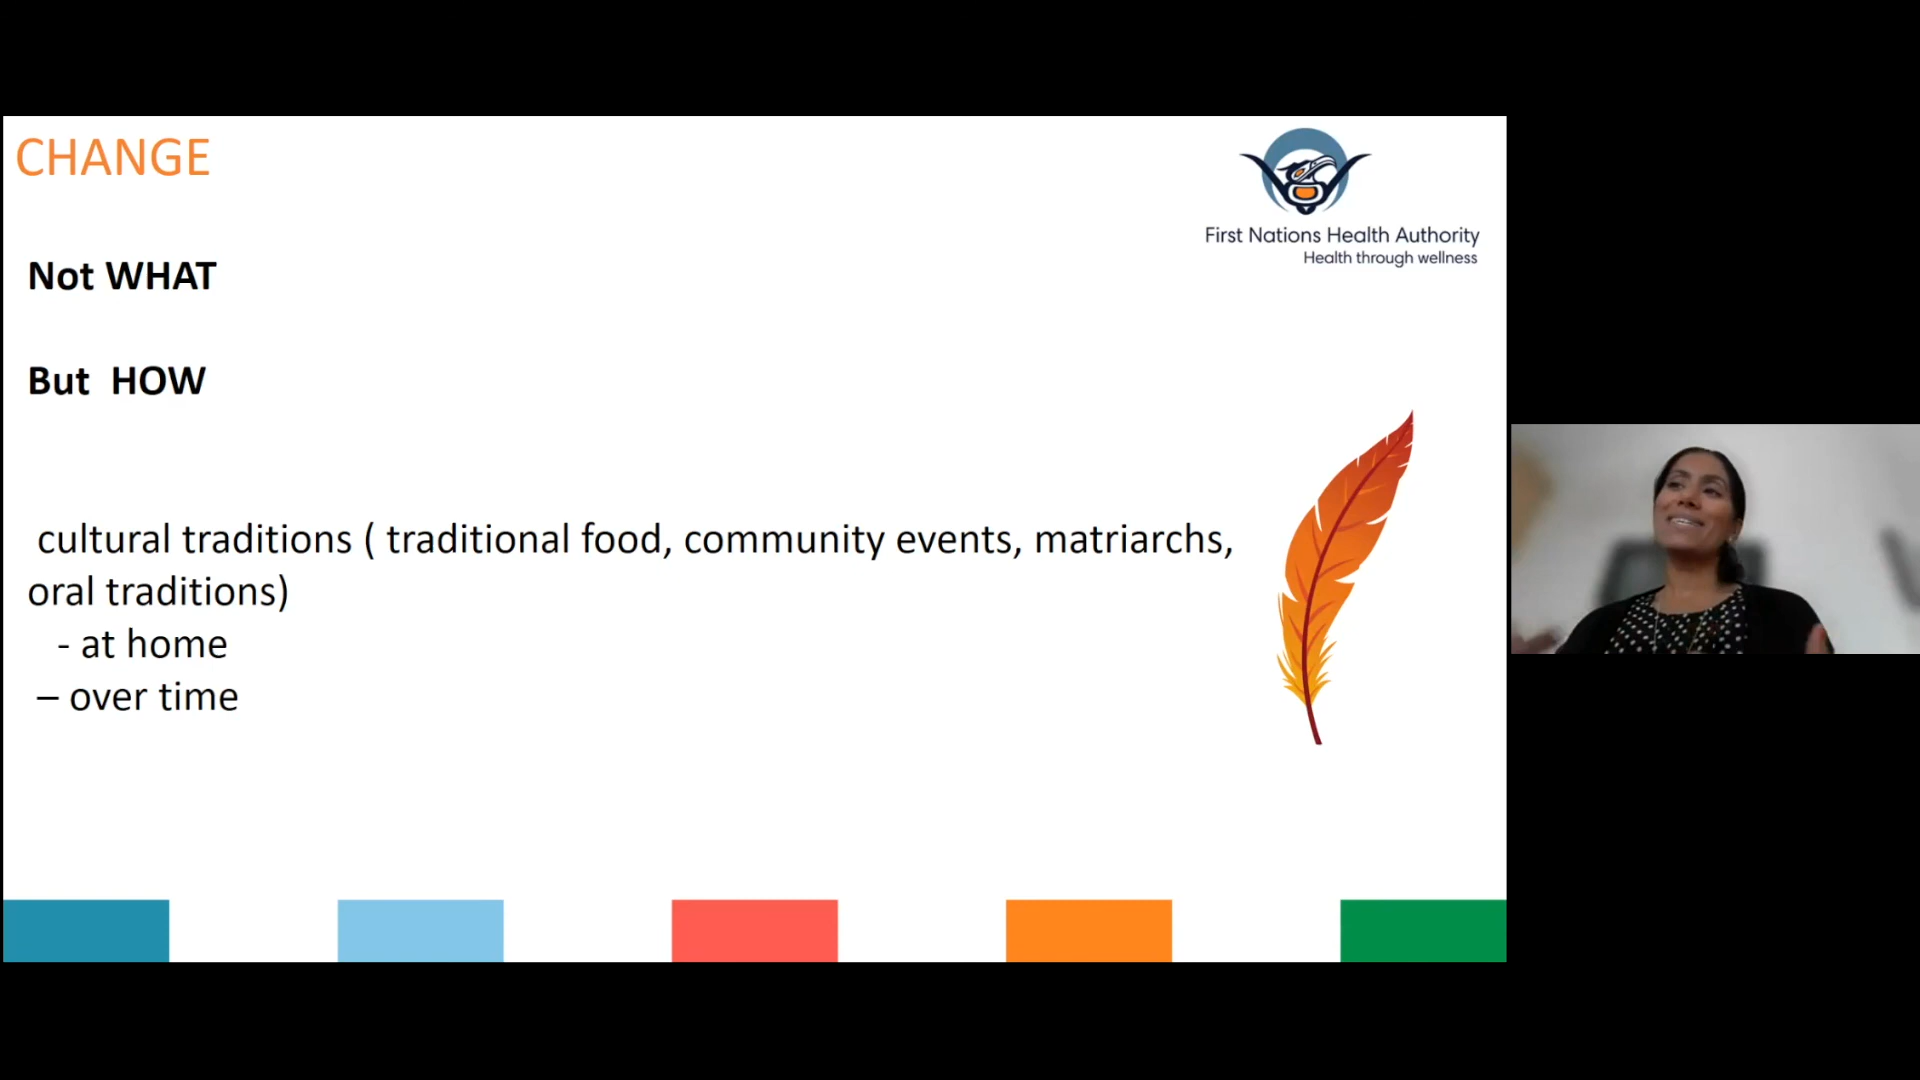 CHANGE
First Nations Health Authority
Health through wellness
Not WHAT
But  HOW
cultural traditions ( traditional food, community events, matriarchs,
oral traditions)
- at home
– over time